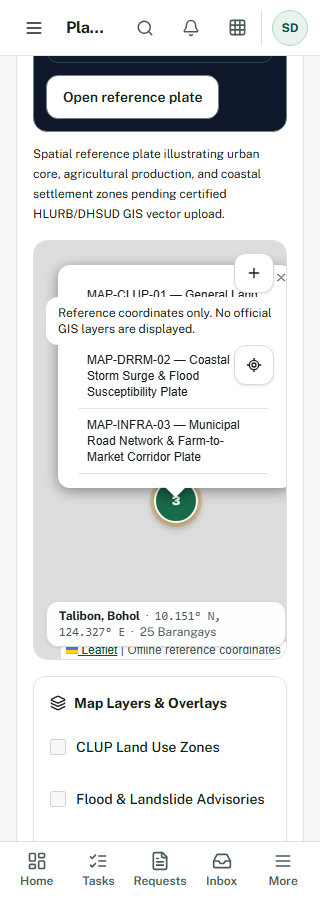 Pla...
SD
Open reference plate
Spatial reference plate illustrating urban
core, agricultural production, and coastal
settlement zones pending certified
HLURB/DHSUD GIS vector upload.
+
×
MAP-CLUP-01 — General Land
Reference coordinates only. No official
GIS layers are displayed.
MAP-DRRM-02 — Coastal
Storm Surge & Flood
Susceptibility Plate
MAP-INFRA-03 — Municipal
Road Network & Farm-to-
Market Corridor Plate
3
Talibon, Bohol · 10.151° N,
124.327° E · 25 Barangays
Leaflet | Offline reference coordinates
Map Layers & Overlays
CLUP Land Use Zones
Flood & Landslide Advisories
Home Tasks Requests Inbox More